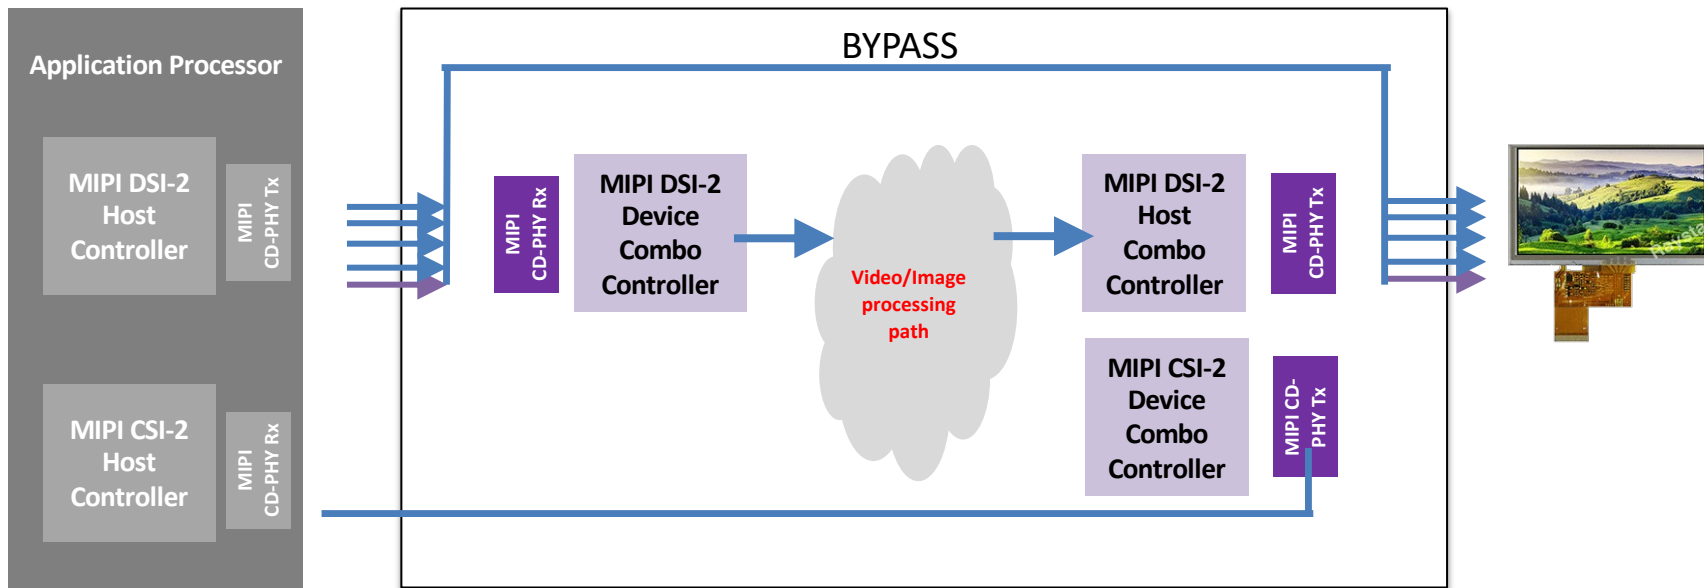 Application Processor
MIPI DSI-2
Host
Controller
MIPI
CD-PHY Tx
MIPI CSI-2
Host
Controller
MIPI
CD-PHY Rx
BYPASS
MIPI
CD-PHY Rx
MIPI DSI-2
Device
Combo
Controller
Video/Image
processing
path
MIPI DSI-2
Host
Combo
Controller
MIPI
CD-PHY Tx
MIPI CSI-2
Device
Combo
Controller
MIPI CD-
PHY Tx